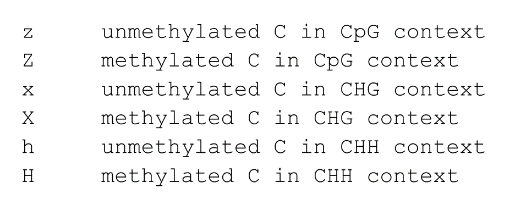 z unmethylated C in CpG context
Z methylated C in CpG context
x unmethylated C in CHG context
X methylated C in CHG context
h unmethylated C in CHH context
H methylated C in CHH context